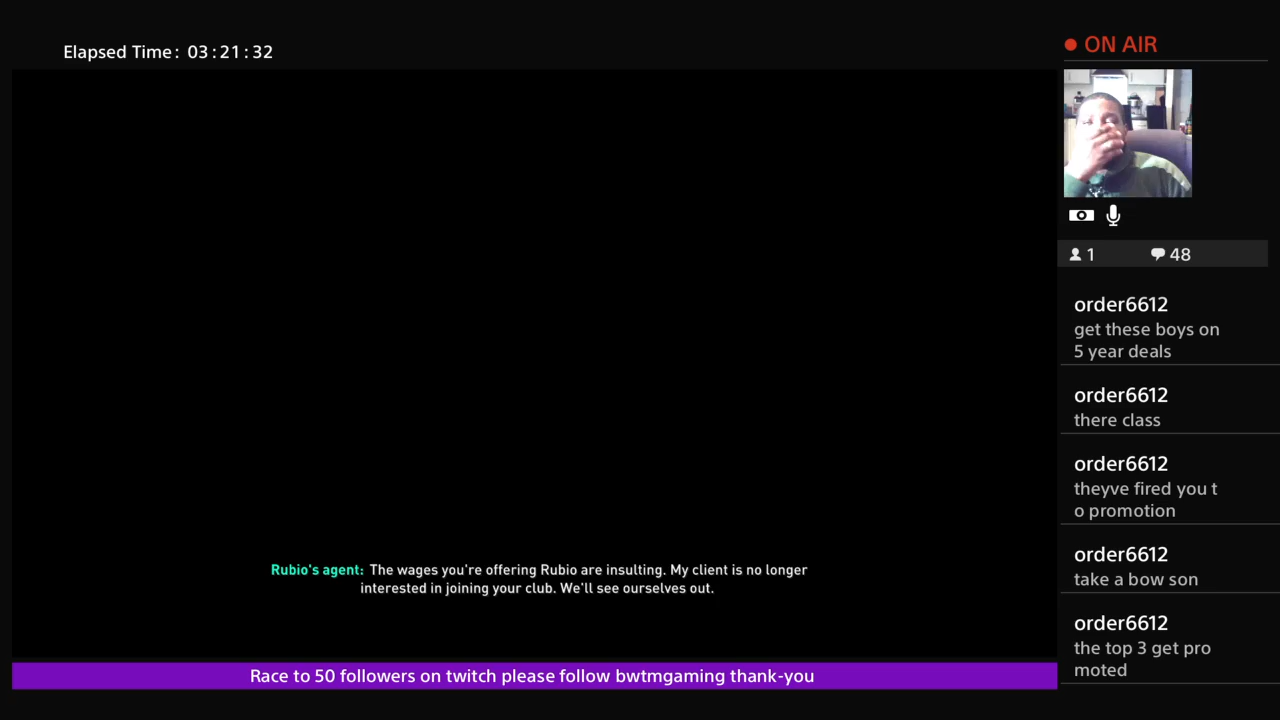 Elapsed Time: 03:21:32
ON AIR
1 48
order6612
get these boys on
5 year deals
order6612
there class
order6612
theyve fired you t
o promotion
order6612
take a bow son
order6612
the top 3 get pro
moted
Rubio's agent: The wages you're offering Rubio are insulting. My client is no longer
interested in joining your club. We'll see ourselves out.
Race to 50 followers on twitch please follow bwtmgaming thank-you